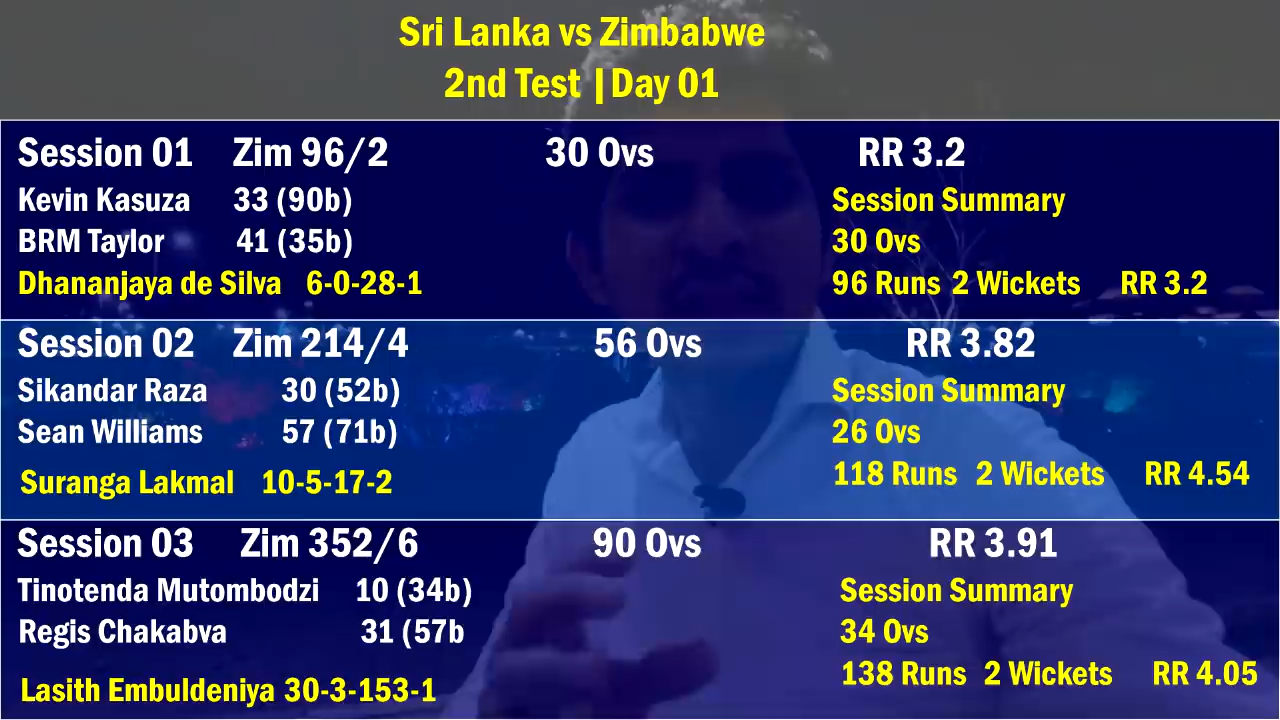 Sri Lanka vs Zimbabwe
2nd Test | Day 01
Session 01 Zim 96/2 30 Ovs RR 3.2
Kevin Kasuza 33 (90b) Session Summary
BRM Taylor 41 (35b) 30 Ovs
Dhananjaya de Silva 6-0-28-1 96 Runs 2 Wickets RR 3.2
Session 02 Zim 214/4 56 Ovs RR 3.82
Sikandar Raza 30 (52b) Session Summary
Sean Williams 57 (71b) 26 Ovs
Suranga Lakmal 10-5-17-2 118 Runs 2 Wickets RR 4.54
Session 03 Zim 352/6 90 Ovs RR 3.91
Tinotenda Mutombodzi 10 (34b) Session Summary
Regis Chakabva 31 (57b 34 Ovs
Lasith Embuldeniya 30-3-153-1 138 Runs 2 Wickets RR 4.05